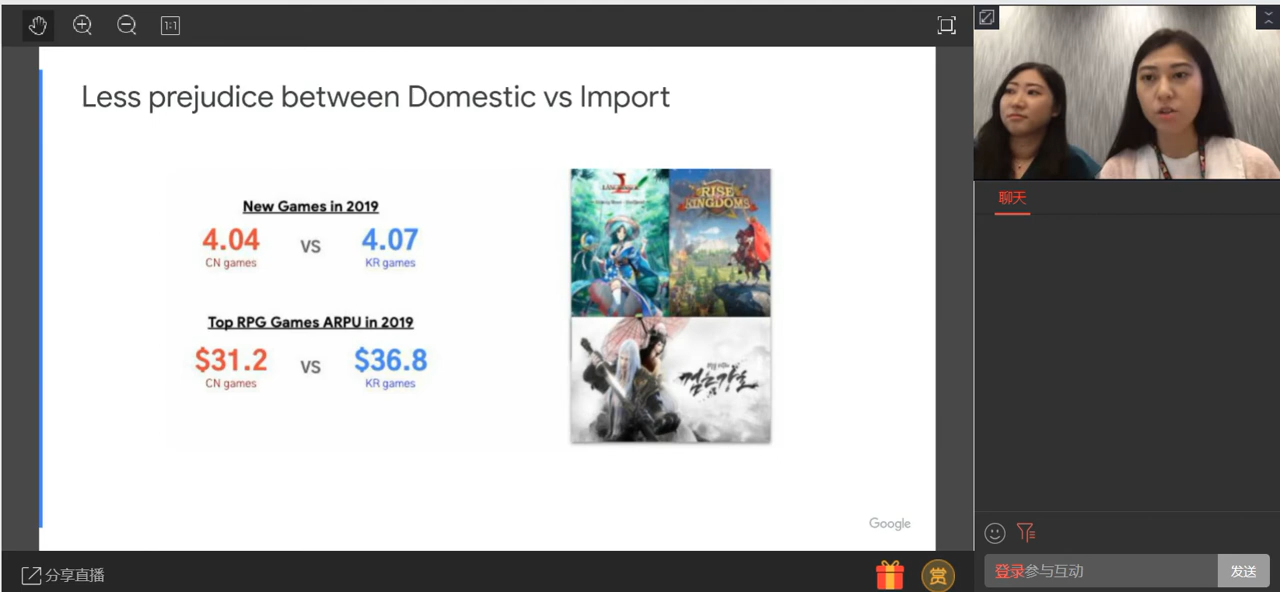 1:1
Less prejudice between Domestic vs Import
New Games in 2019
4.04 vs 4.07
CN games KR games
Top RPG Games ARPU in 2019
$31.2 vs $36.8
CN games KR games
RISE
KINGDOMS
Google
聊天
分享直播
赏
登录参与互动
发送